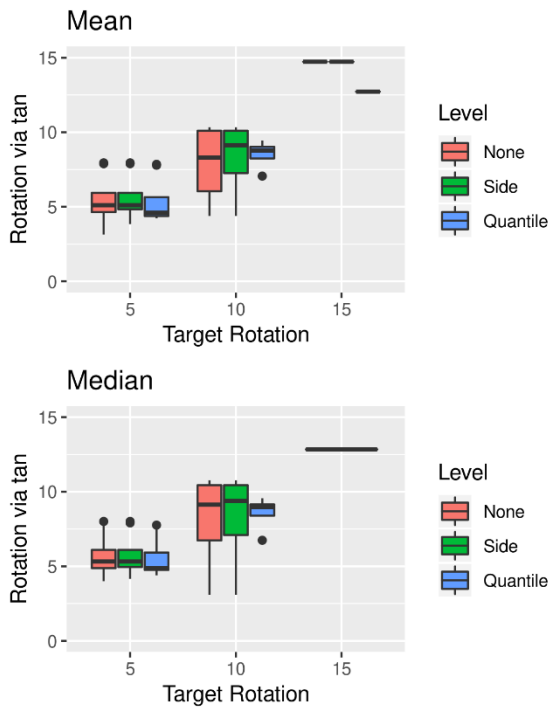 Mean
Rotation via tan
15
10
5
0
5 10 15
Target Rotation
Level
None
Side
Quantile
Median
Rotation via tan
15
10
5
0
5 10 15
Target Rotation
Level
None
Side
Quantile